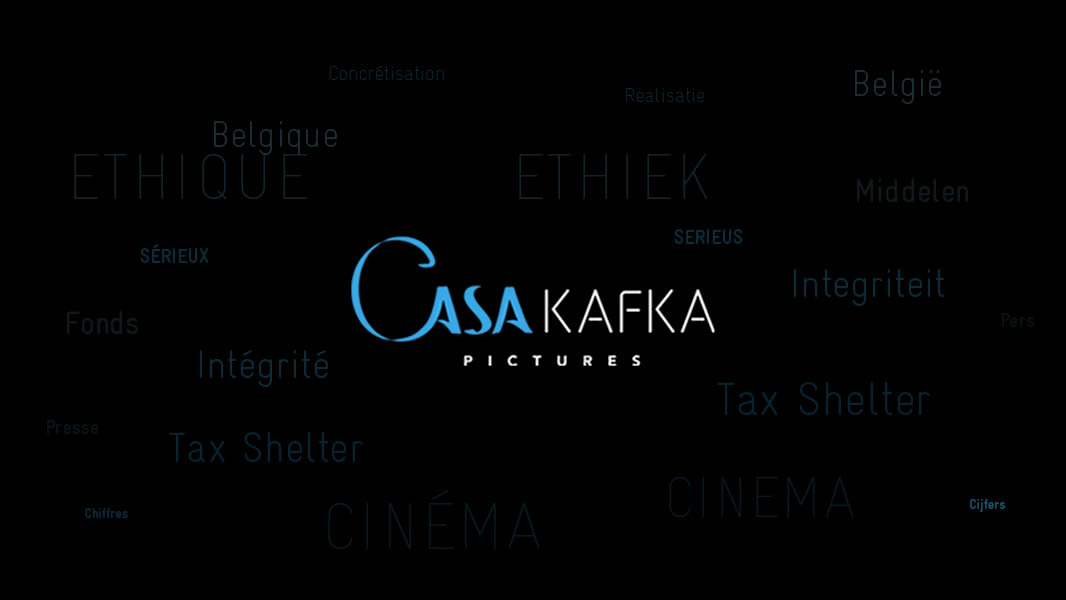 Concrétisation
België
Réalisatie
Belgique
ETHIQUE
ETHIEK
Middelen
SERIEUS
SÉRIEUX
Integriteit
CASA KAFKA
PICTURES
Fonds
Pers
Intégrité
Tax Shelter
Presse
Tax Shelter
CINEMA
Cijfers
Chiffres
CINÉMA